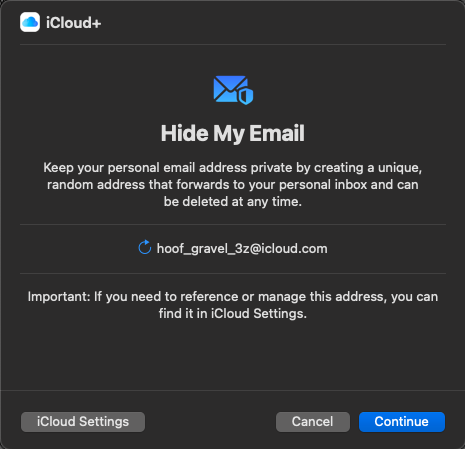 iCloud+
Hide My Email
Keep your personal email address private by creating a unique,
random address that forwards to your personal inbox and can
be deleted at any time.
hoof_gravel_3z@icloud.com
Important: If you need to reference or manage this address, you can
find it in iCloud Settings.
iCloud Settings
Cancel
Continue